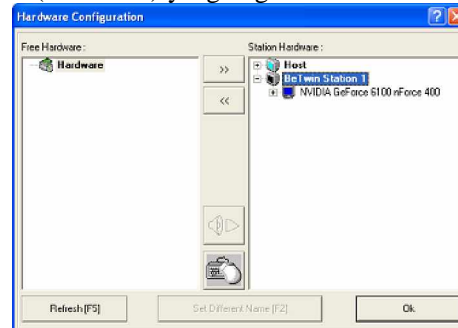 Hardware Configuration
Free Hardware :
Station Hardware :
Hardware
>>
<<
Host
BeTwin Station 1
NVIDIA GeForce 6100 nForce 400
Refresh [F5]
Set Different Name [F2]
Ok